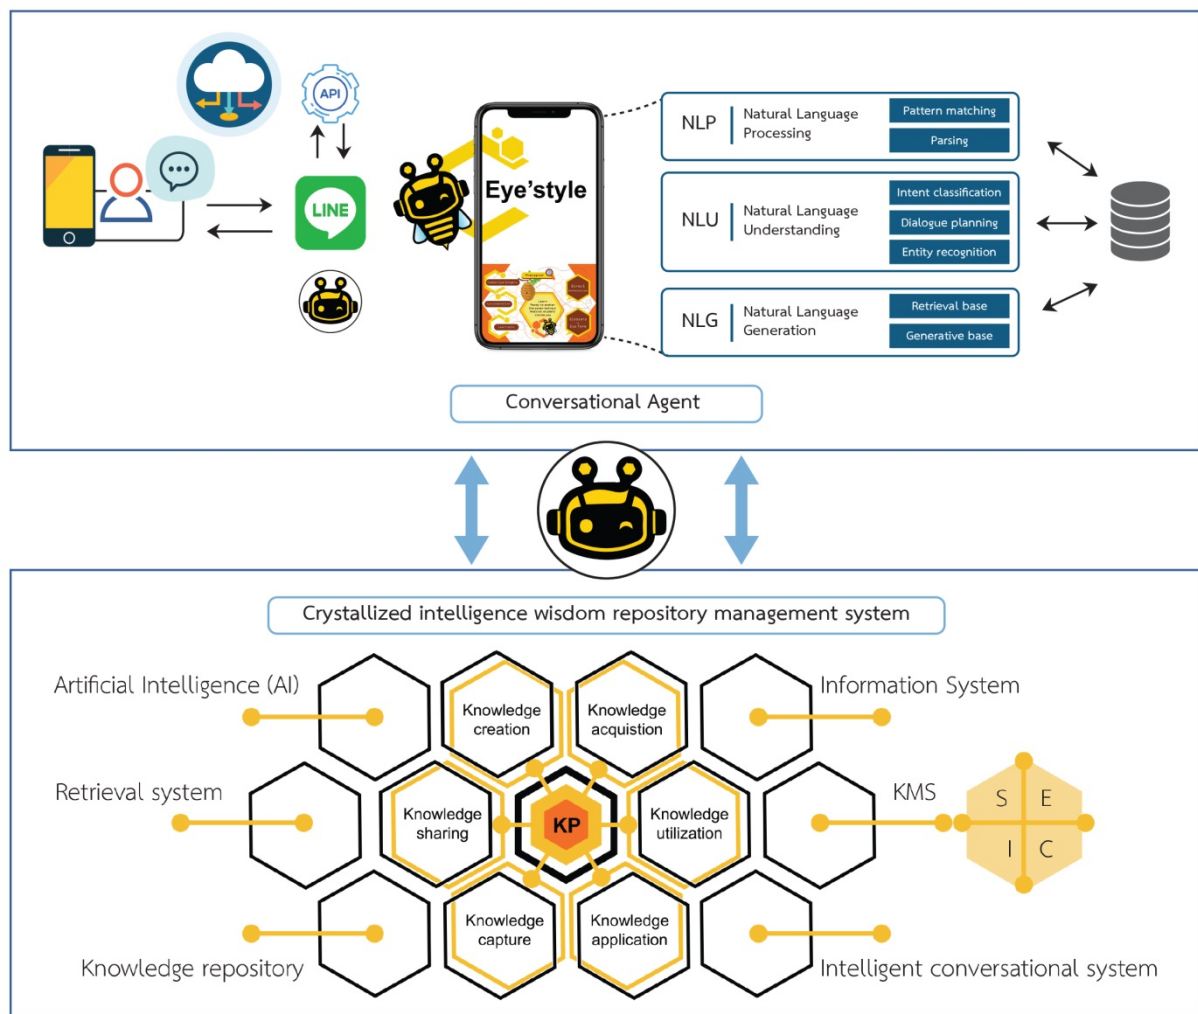 API
LINE
Eye'style
NLP
Natural Language
Processing
Pattern matching
Parsing
NLU
Natural Language
Understanding
Intent classification
Dialogue planning
Entity recognition
NLG
Natural Language
Generation
Retrieval base
Generative base
Conversational Agent
Crystallized intelligence wisdom repository management system
Artificial Intelligence (AI)
Knowledge
creation
Knowledge
acquistion
Information System
Retrieval system
Knowledge
sharing
KP
Knowledge
utilization
KMS
S E
I C
Knowledge
capture
Knowledge
application
Knowledge repository
Intelligent conversational system